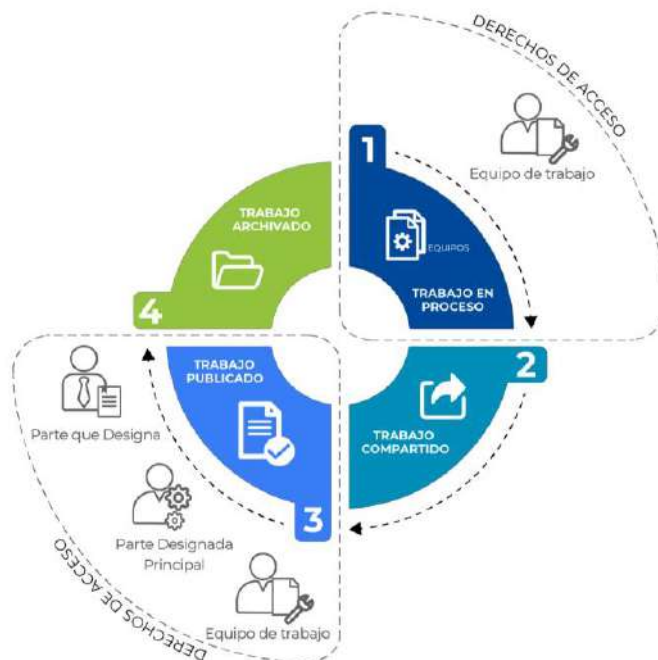 DERECHOS DE ACCESO
Equipo de trabajo
1
EQUIPOS
TRABAJO EN
PROCESO
2
TRABAJO
COMPARTIDO
3
TRABAJO
PUBLICADO
4
TRABAJO
ARCHIVADO
Parte que Designa
Parte Designada
Principal
Equipo de trabajo
DERECHOS DE ACCESO